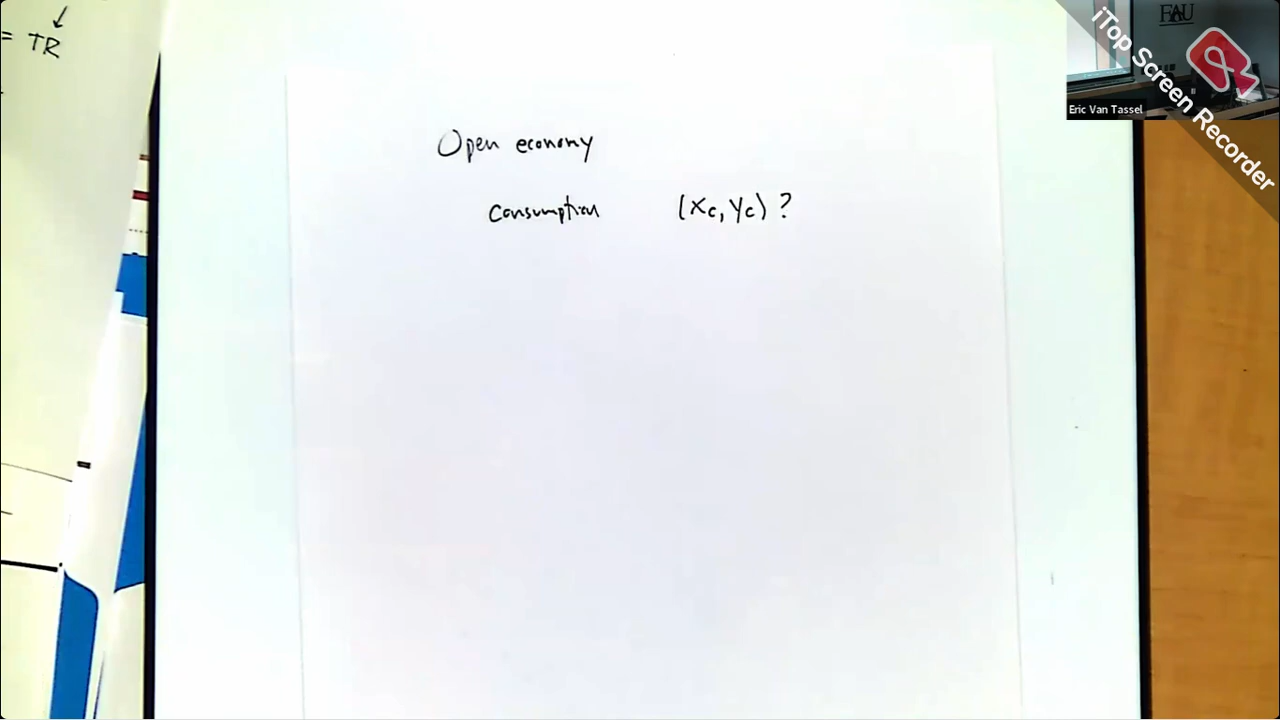 = TR
FAU
iTop Screen Recorder
Eric Van Tassel
Open economy
consumption (xc, yc) ?